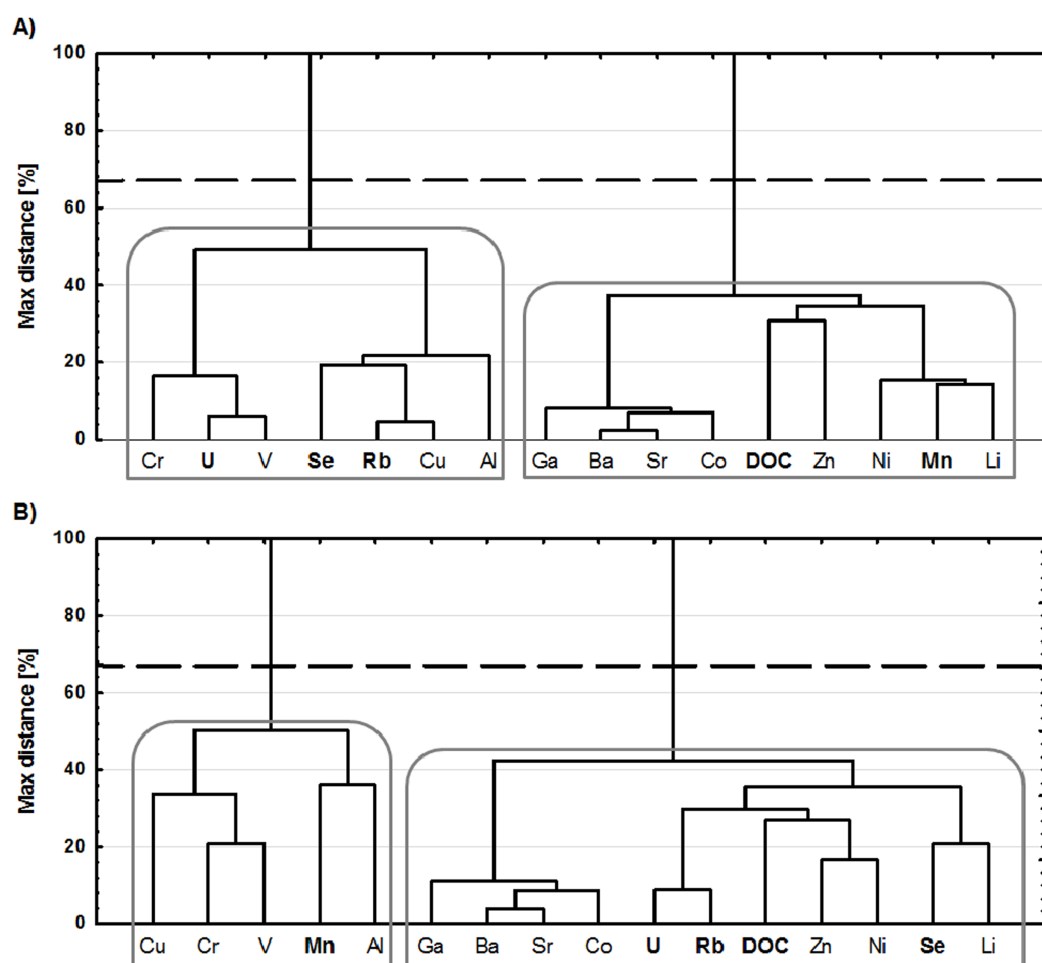 A)
Max distance [%]
100
80
60
40
20
0
Cr U V Se Rb Cu Al Ga Ba Sr Co DOC Zn Ni Mn Li
B)
Max distance [%]
100
80
60
40
20
0
Cu Cr V Mn Al Ga Ba Sr Co U Rb DOC Zn Ni Se Li